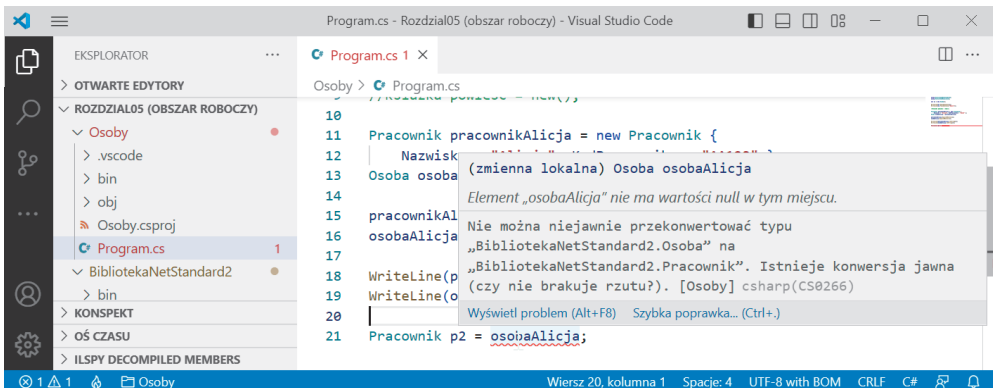 Program.cs - Rozdzial05 (obszar roboczy) - Visual Studio Code
EKSPLORATOR
OTWARTE EDYTORY
ROZDZIAL05 (OBSZAR ROBOCZY)
Osoby
.vscode
bin
obj
Osoby.csproj
Program.cs 1
BibliotekaNetStandard2
bin
KONSPEKT
OŚ CZASU
ILSPY DECOMPILED MEMBERS
Program.cs 1
Osoby > Program.cs
10
11 Pracownik pracownikAlicja = new Pracownik {
12 Nazwisk
13 Osoba osoba
14
15 pracownikAl
16 osobaAlicja
17
18 WriteLine(p
19 WriteLine(o
20
21 Pracownik p2 = osobaAlicja;
(zmienna lokalna) Osoba osobaAlicja
Element „osobaAlicja” nie ma wartości null w tym miejscu.
Nie można niejawnie przekonwertować typu
„BibliotekaNetStandard2.Osoba” na
„BibliotekaNetStandard2.Pracownik”. Istnieje konwersja jawna
(czy nie brakuje rzutu?). [Osoby] csharp(CS0266)
Wyświetl problem (Alt+F8) Szybka poprawka... (Ctrl+.)
1 1 Osoby Wiersz 20, kolumna 1 Spacje: 4 UTF-8 with BOM CRLF C#